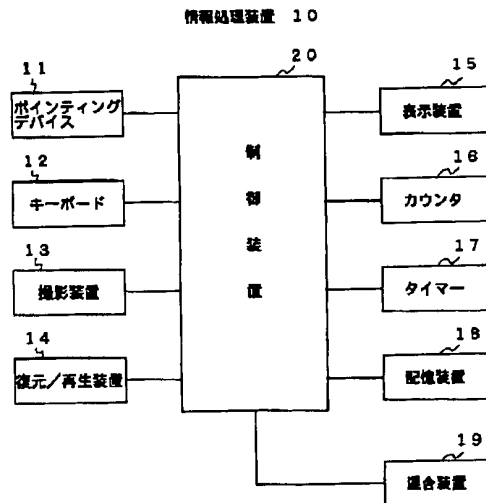 情報処理装置 10
20
11
ポインティング
デバイス
12
キーボード
13
撮影装置
14
復元／再生装置
制
御
装
置
15
表示装置
16
カウンタ
17
タイマー
18
記憶装置
19
混合装置